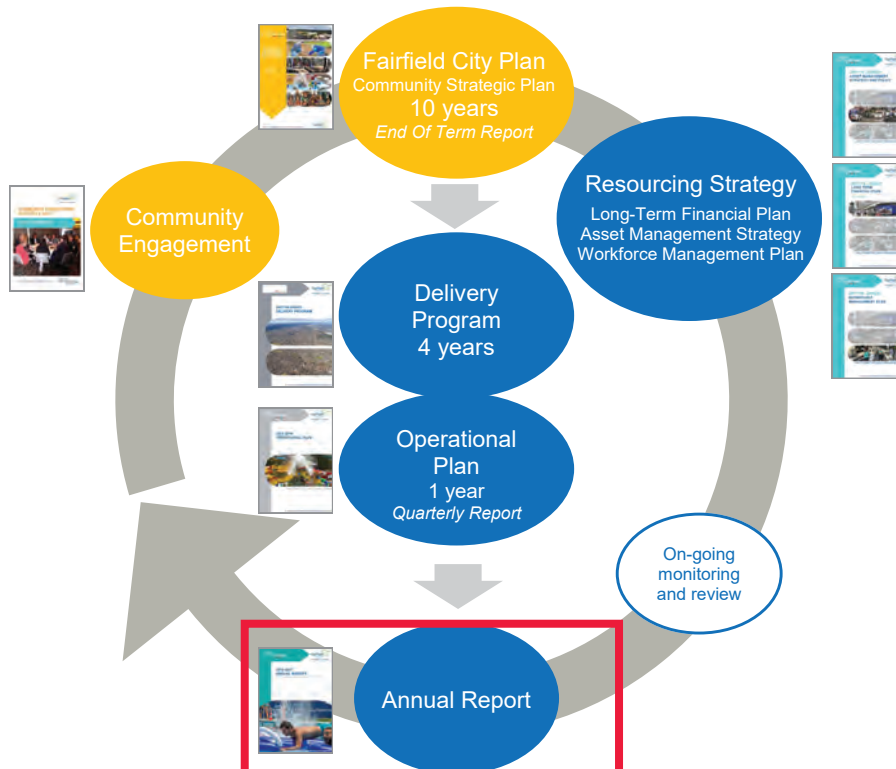 Fairfield City Plan
Community Strategic Plan
10 years
End Of Term Report
Community
Engagement
Resourcing Strategy
Long-Term Financial Plan
Asset Management Strategy
Workforce Management Plan
Delivery
Program
4 years
Operational
Plan
1 year
Quarterly Report
On-going
monitoring
and review
Annual Report